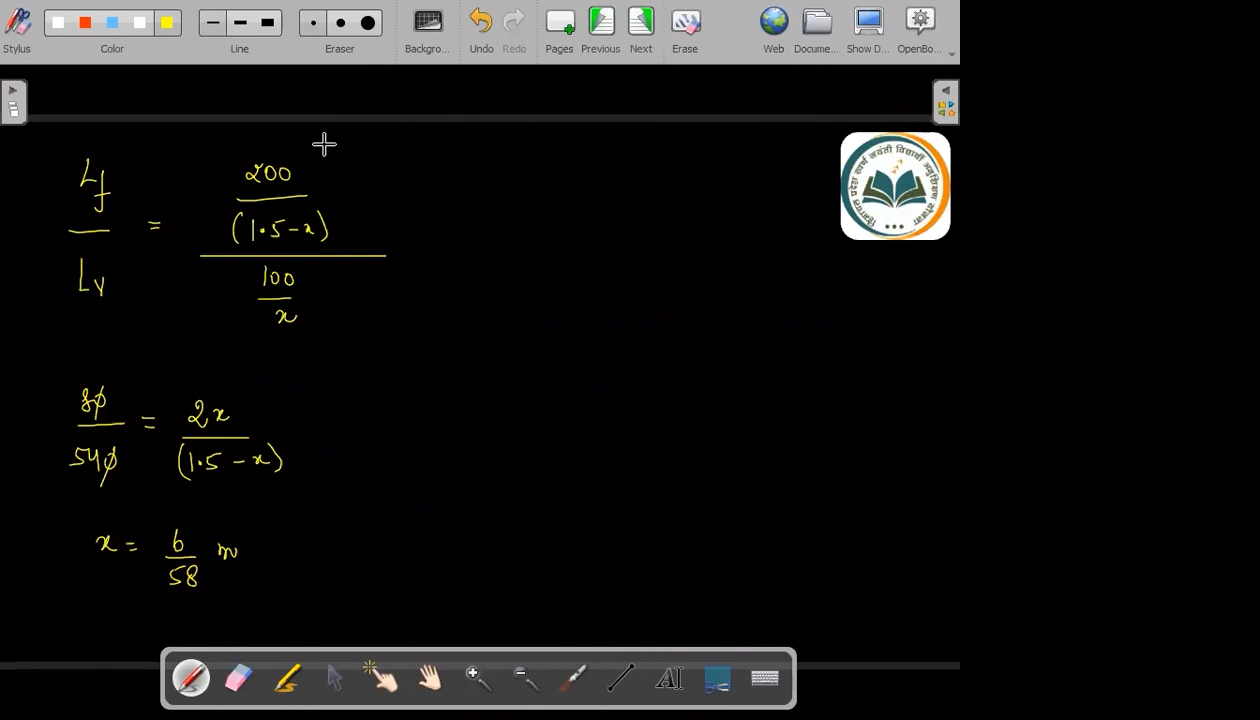 Stylus
Color
Line
Eraser
Backgro...
Undo
Redo
Pages
Previous
Next
Erase
Web
Docume...
Show D...
OpenBo...
Lf / Lv = (200 / (1.5-x)) / (100 / x)
80 / 540 = 2x / (1.5-x)
x = 6 / 58 m
AI